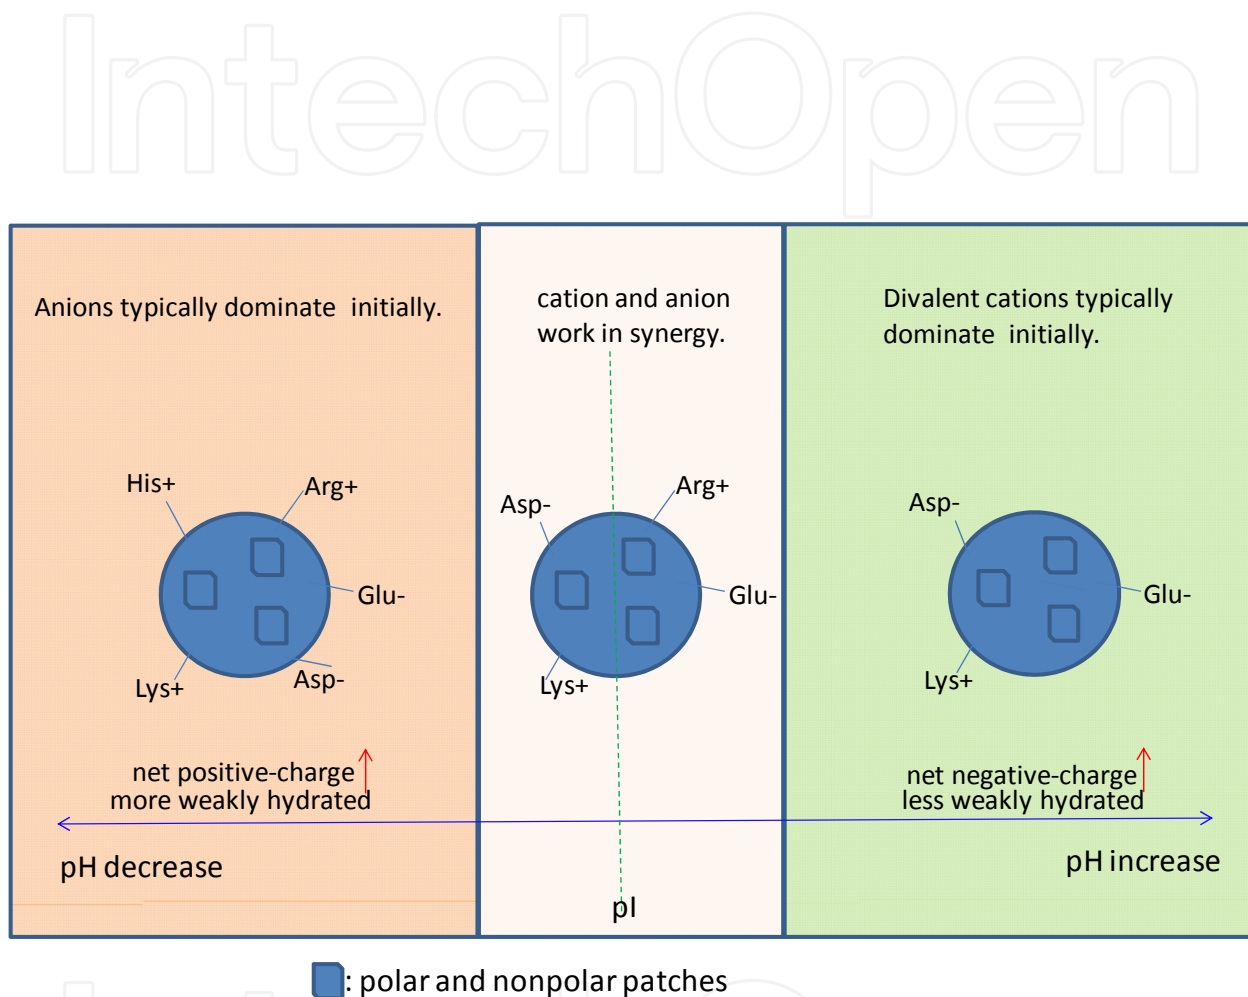 IntechOpen
Anions typically dominate initially.
cation and anion
work in synergy.
Divalent cations typically
dominate initially.
His+
Arg+
Glu-
Asp-
Lys+
Asp-
Arg+
Glu-
Lys+
Asp-
Glu-
Lys+
net positive-charge
more weakly hydrated
net negative-charge
less weakly hydrated
pH decrease
pI
pH increase
: polar and nonpolar patches